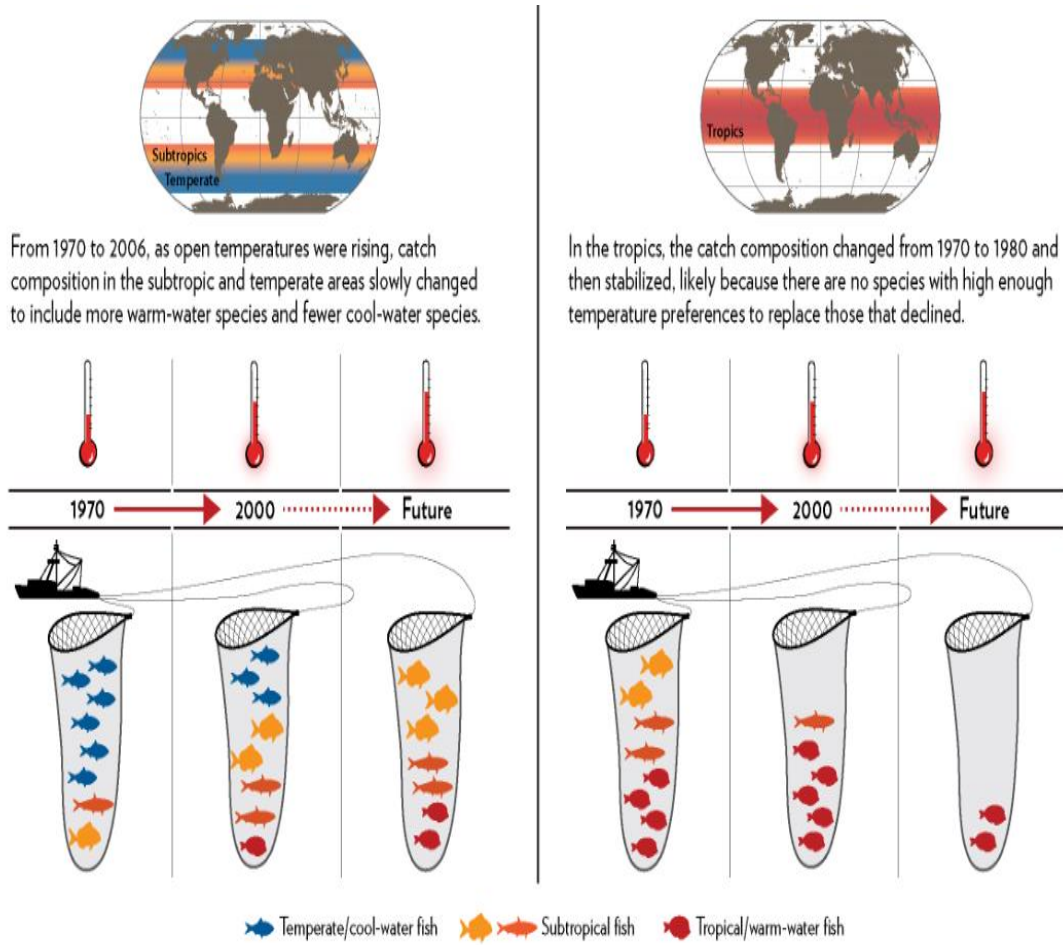 Subtropics
Temperate
From 1970 to 2006, as open temperatures were rising, catch
composition in the subtropic and temperate areas slowly changed
to include more warm-water species and fewer cool-water species.
1970
2000
Future
Tropics
In the tropics, the catch composition changed from 1970 to 1980 and
then stabilized, likely because there are no species with high enough
temperature preferences to replace those that declined.
1970
2000
Future
Temperate/cool-water fish
Subtropical fish
Tropical/warm-water fish